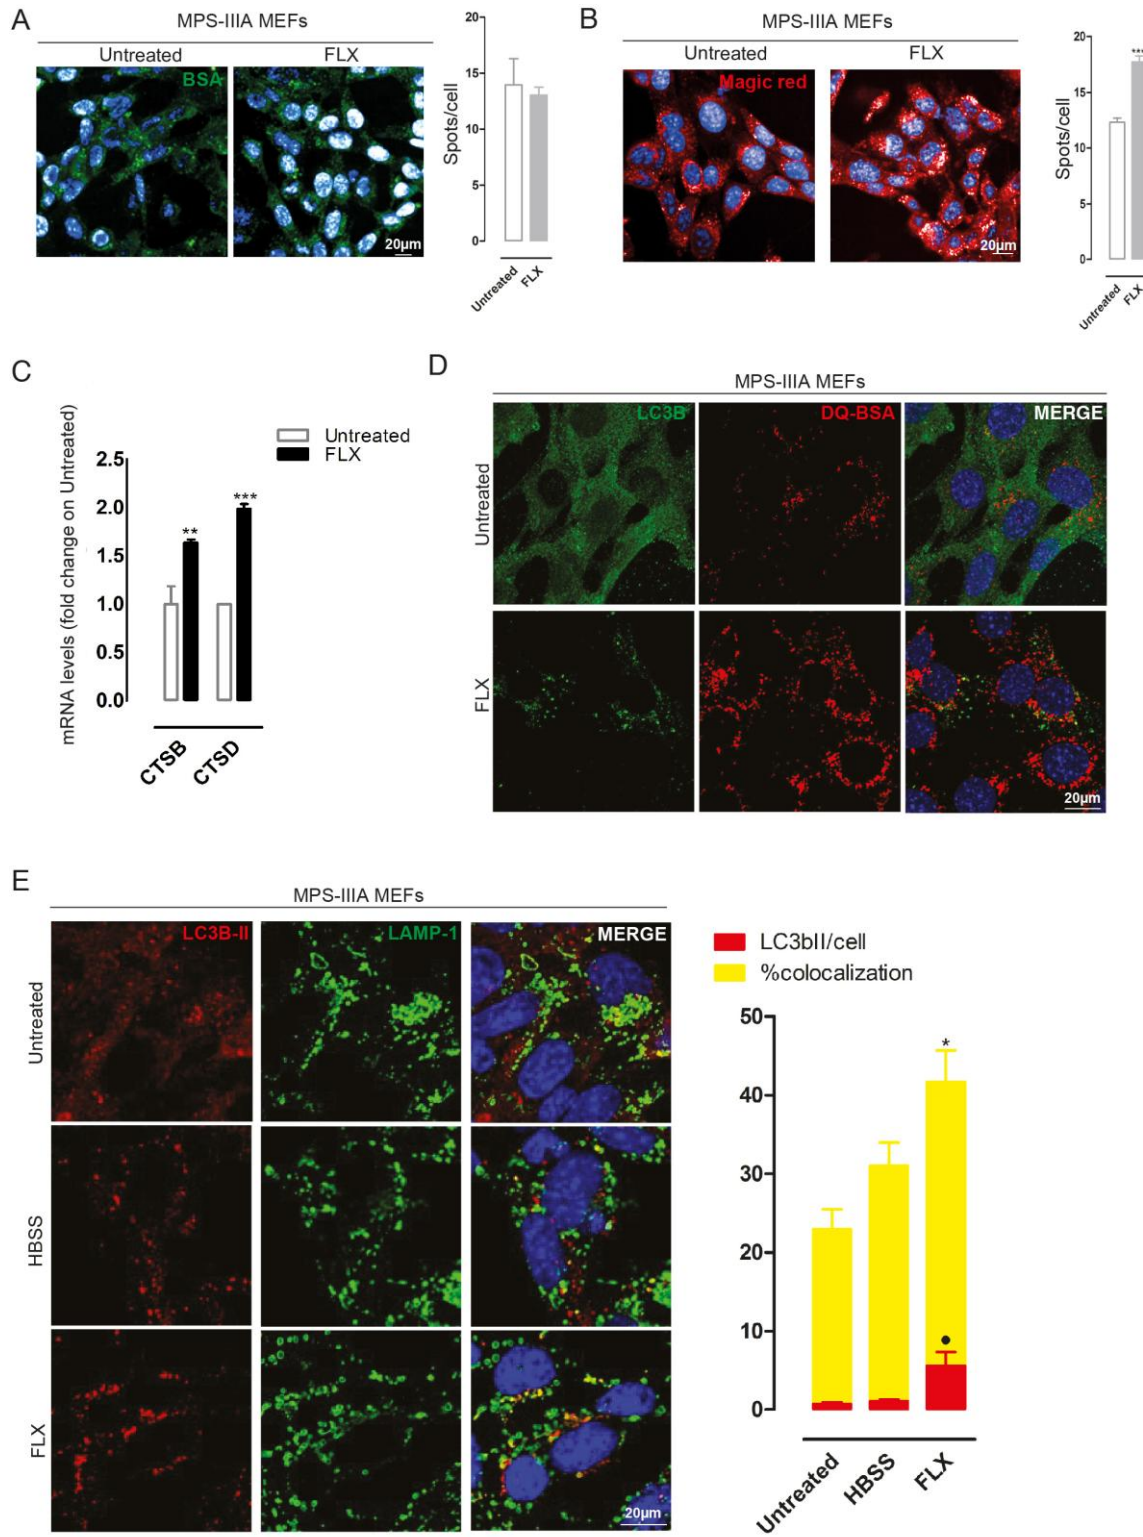 A
MPS-IIIA MEFs
Untreated FLX
BSA
20µm
Spots/cell
20
15
10
5
0
Untreated
FLX
B
MPS-IIIA MEFs
Untreated FLX
Magic red
20µm
Spots/cell
20
15
10
5
0
***
Untreated
FLX
C
mRNA levels (fold change on Untreated)
Untreated
FLX
2.5
2.0
1.5
1.0
0.5
0.0
**
***
CTSB
CTSD
D
MPS-IIIA MEFs
LC3B
DQ-BSA
MERGE
Untreated
FLX
20µm
E
MPS-IIIA MEFs
LC3B-II
LAMP-1
MERGE
Untreated
HBSS
FLX
20µm
LC3bII/cell
%colocalization
50
40
30
20
10
0
*
Untreated
HBSS
FLX